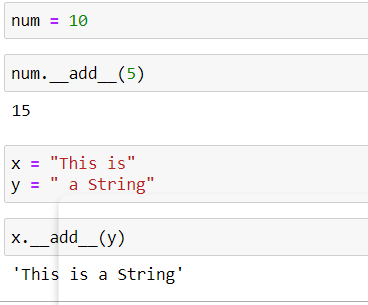 num = 10
num.__add__(5)
15
x = "This is"
y = " a String"
x.__add__(y)
'This is a String'